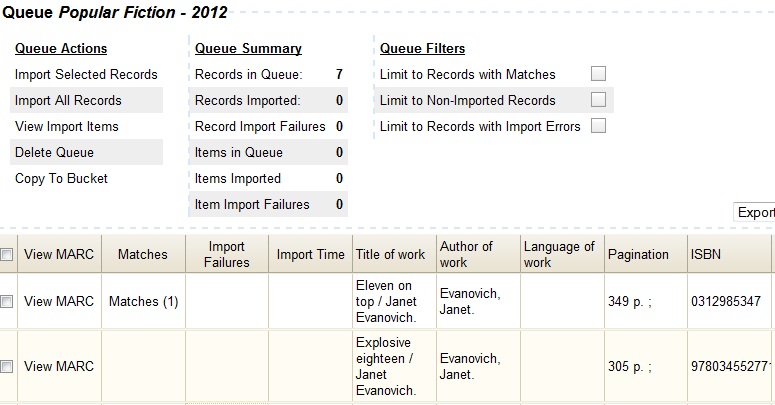 Queue Popular Fiction - 2012
Queue Actions
Import Selected Records
Import All Records
View Import Items
Delete Queue
Copy To Bucket
Queue Summary
Records in Queue: 7
Records Imported: 0
Record Import Failures 0
Items in Queue 0
Items Imported 0
Item Import Failures 0
Queue Filters
Limit to Records with Matches
Limit to Non-Imported Records
Limit to Records with Import Errors
Export
View MARC Matches Import Failures Import Time Title of work Author of work Language of work Pagination ISBN
View MARC Matches (1) Eleven on top / Janet Evanovich. Evanovich, Janet. 349 p. ; 0312985347
View MARC Explosive eighteen / Janet Evanovich. Evanovich, Janet. 305 p. ; 97803455277